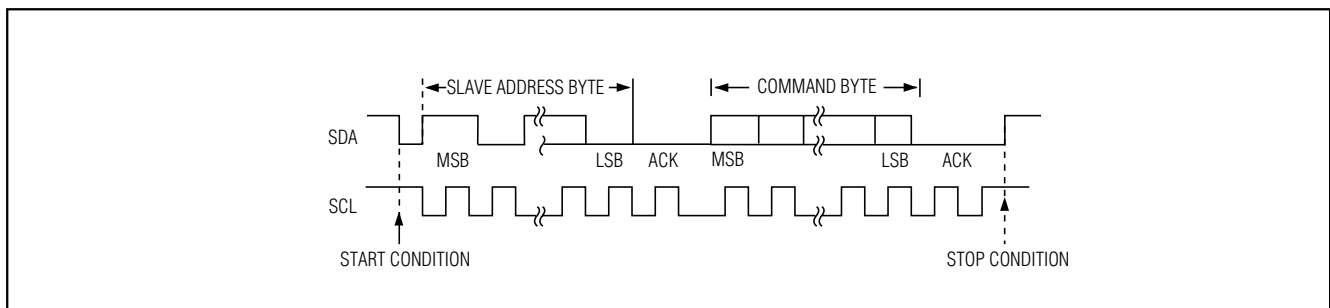 SLAVE ADDRESS BYTE COMMAND BYTE
SDA
MSB LSB ACK MSB LSB ACK
SCL
START CONDITION STOP CONDITION